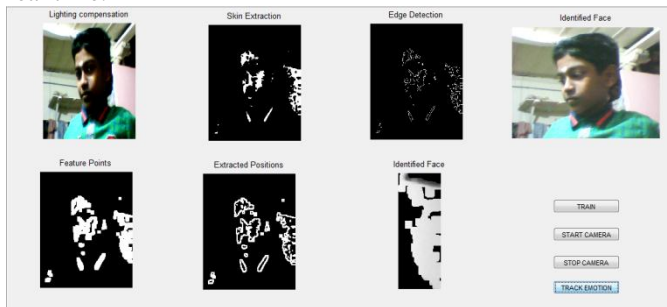 Lighting compensation
Skin Extraction
Edge Detection
Identified Face
Feature Points
Extracted Positions
Identified Face
TRAIN
START CAMERA
STOP CAMERA
TRACK EMOTION